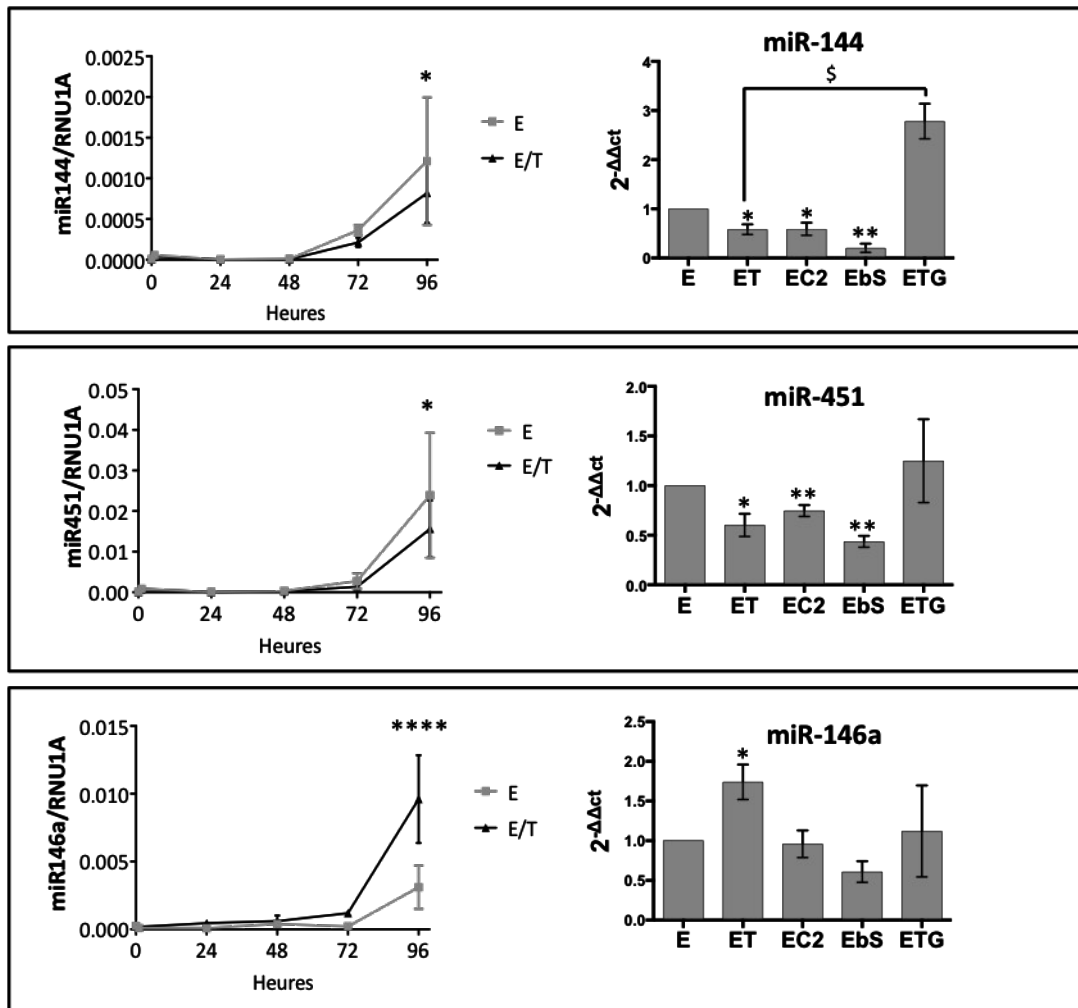 miR144/RNU1A
0.0025
0.0020
0.0015
0.0010
0.0005
0.0000
*
E
E/T
0 24 48 72 96
Heures
miR-144
2-ΔΔct
4
3
2
1
0
$
* * **
E ET EC2 EbS ETG
miR451/RNU1A
0.05
0.04
0.03
0.02
0.01
0.00
*
E
E/T
0 24 48 72 96
Heures
miR-451
2-ΔΔct
2.0
1.5
1.0
0.5
0.0
* ** **
E ET EC2 EbS ETG
miR146a/RNU1A
0.015
0.010
0.005
0.000
****
E
E/T
0 24 48 72 96
Heures
miR-146a
2-ΔΔct
2.5
2.0
1.5
1.0
0.5
0.0
*
E ET EC2 EbS ETG